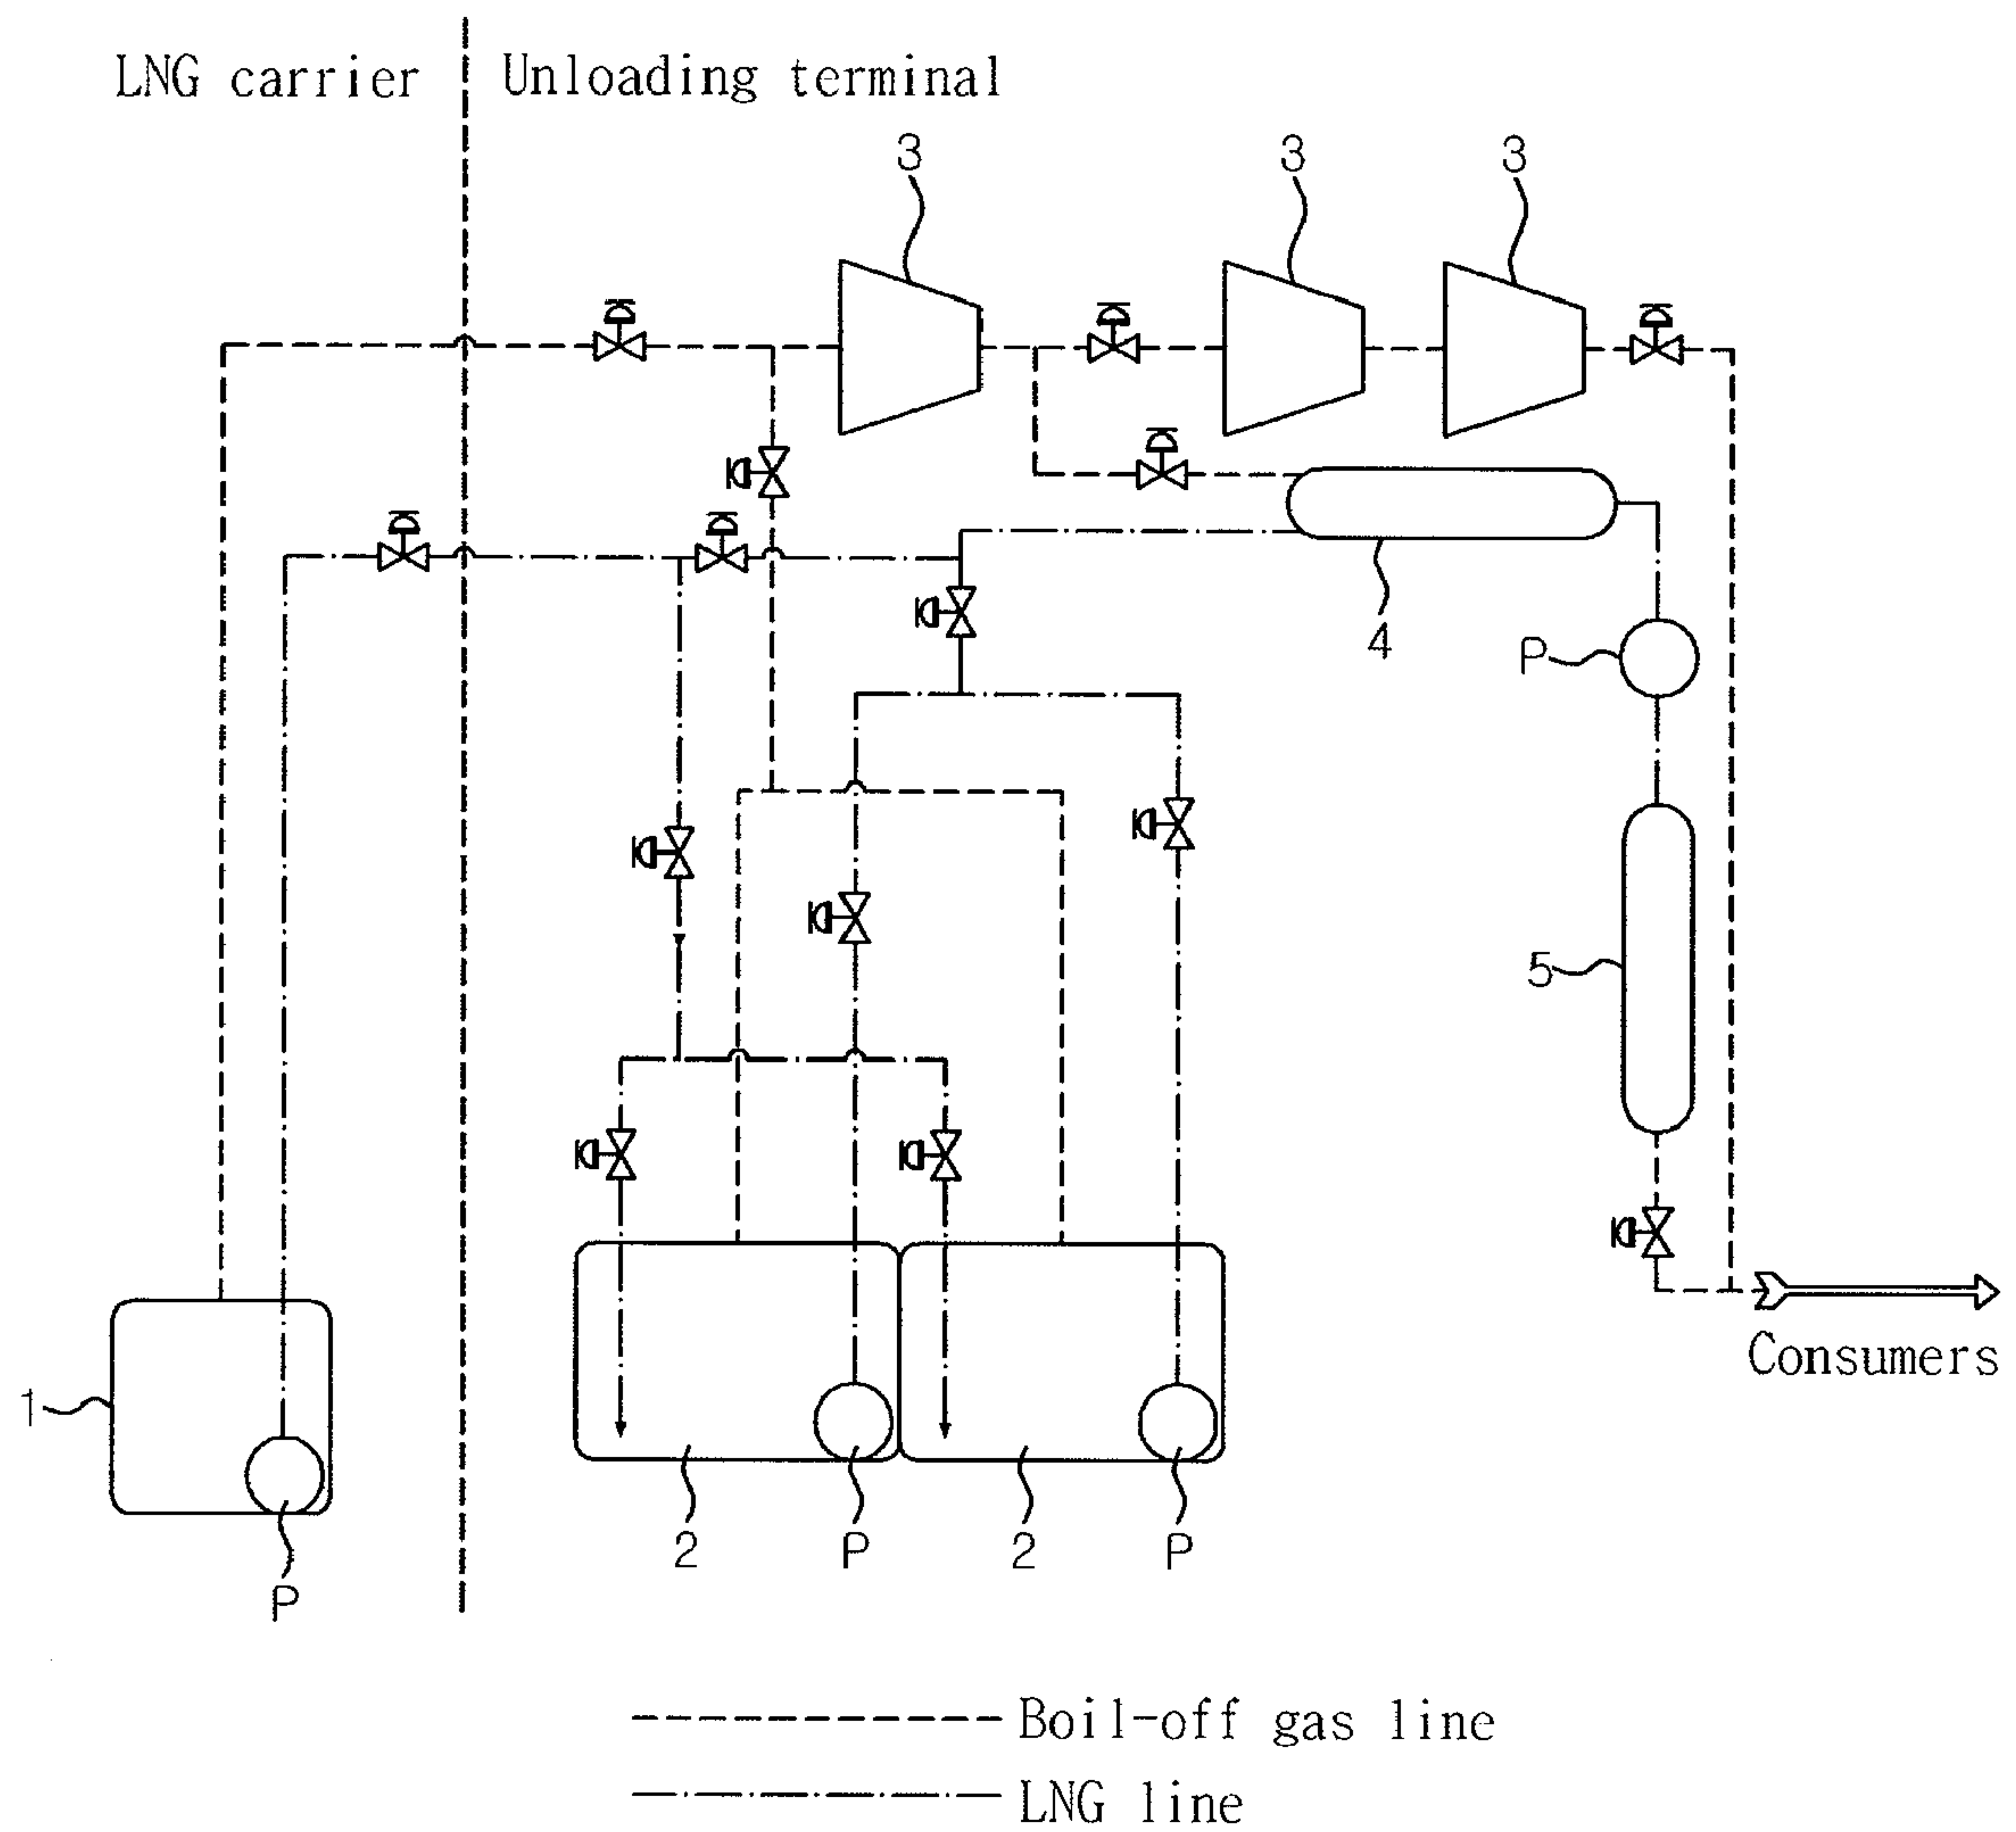 LNG carrier
Unloading terminal
3
3
3
4
P
5
Consumers
1
2
P
2
P
P
Boil-off gas line
LNG line